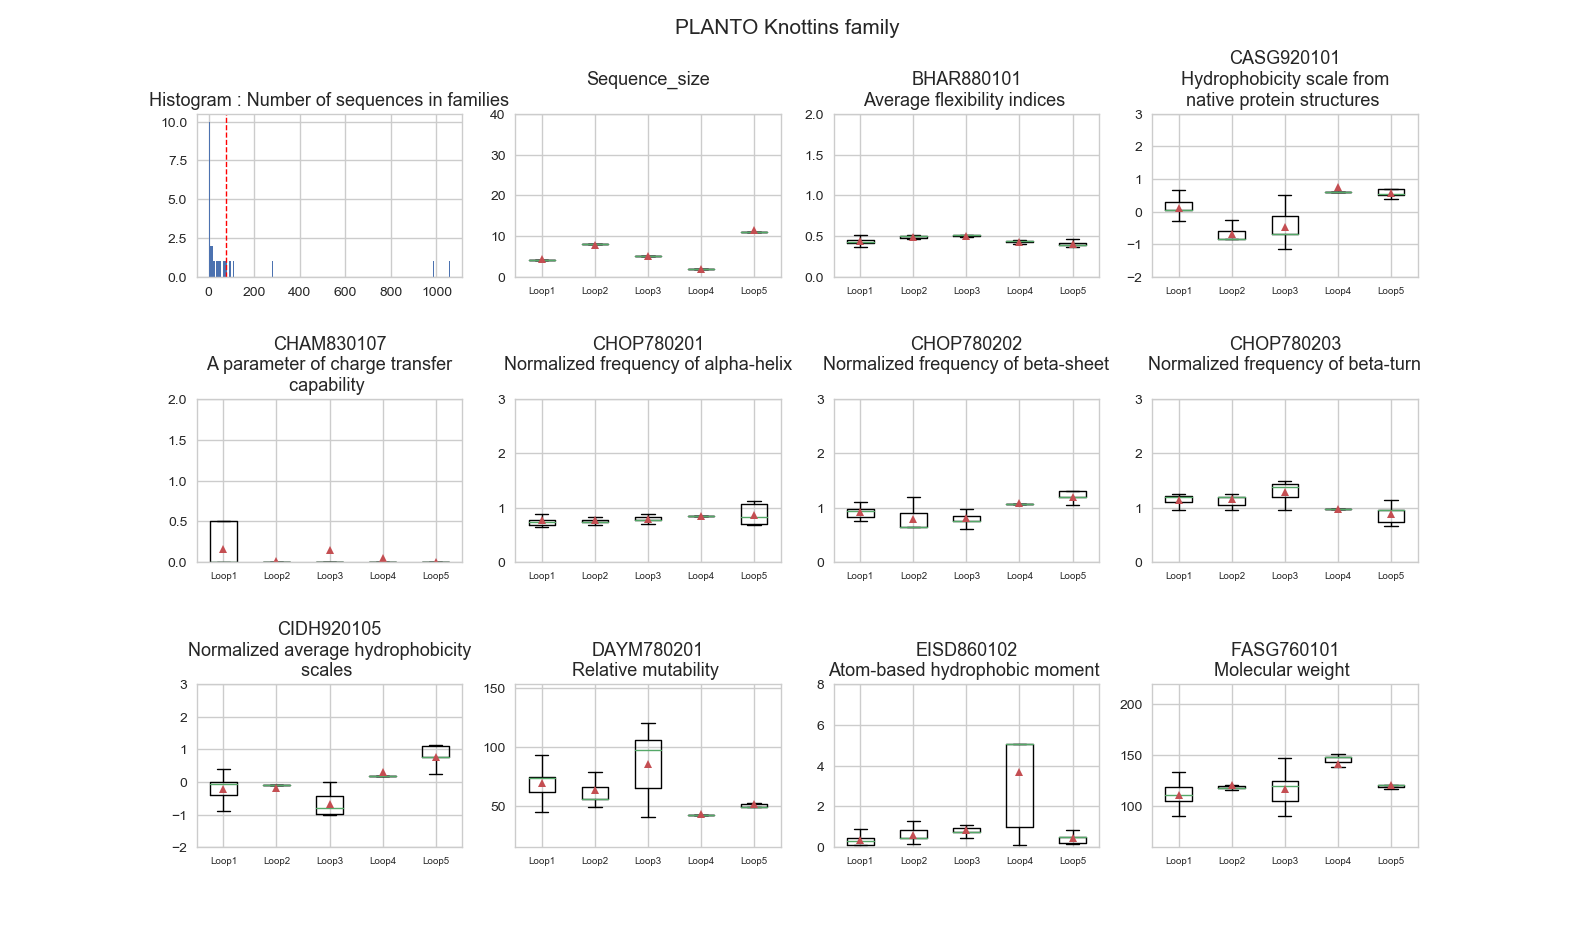 PLANTO Knottins family
Histogram : Number of sequences in families
10.0
7.5
5.0
2.5
0.0
0 200 400 600 800 1000
Sequence_size
40
30
20
10
0
Loop1 Loop2 Loop3 Loop4 Loop5
BHAR880101
Average flexibility indices
2.0
1.5
1.0
0.5
0.0
Loop1 Loop2 Loop3 Loop4 Loop5
CASG920101
Hydrophobicity scale from
native protein structures
3
2
1
0
−1
−2
Loop1 Loop2 Loop3 Loop4 Loop5
CHAM830107
A parameter of charge transfer
capability
2.0
1.5
1.0
0.5
0.0
Loop1 Loop2 Loop3 Loop4 Loop5
CHOP780201
Normalized frequency of alpha-helix
3
2
1
0
Loop1 Loop2 Loop3 Loop4 Loop5
CHOP780202
Normalized frequency of beta-sheet
3
2
1
0
Loop1 Loop2 Loop3 Loop4 Loop5
CHOP780203
Normalized frequency of beta-turn
3
2
1
0
Loop1 Loop2 Loop3 Loop4 Loop5
CIDH920105
Normalized average hydrophobicity
scales
3
2
1
0
−1
−2
Loop1 Loop2 Loop3 Loop4 Loop5
DAYM780201
Relative mutability
150
100
50
Loop1 Loop2 Loop3 Loop4 Loop5
EISD860102
Atom-based hydrophobic moment
8
6
4
2
0
Loop1 Loop2 Loop3 Loop4 Loop5
FASG760101
Molecular weight
200
150
100
Loop1 Loop2 Loop3 Loop4 Loop5